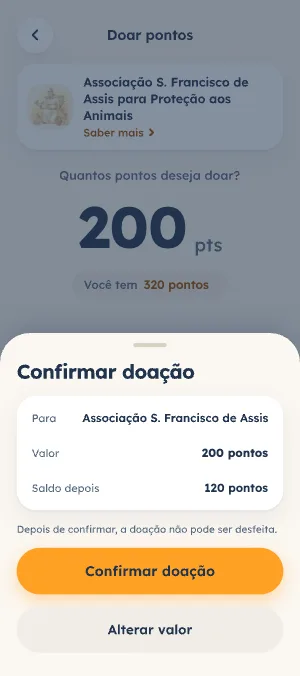 Doar pontos
Associação S. Francisco de
Assis para Proteção aos
Animais
Saber mais
Quantos pontos deseja doar?
200 pts
Você tem 320 pontos
Confirmar doação
Para Associação S. Francisco de Assis
Valor 200 pontos
Saldo depois 120 pontos
Depois de confirmar, a doação não pode ser desfeita.
Confirmar doação
Alterar valor